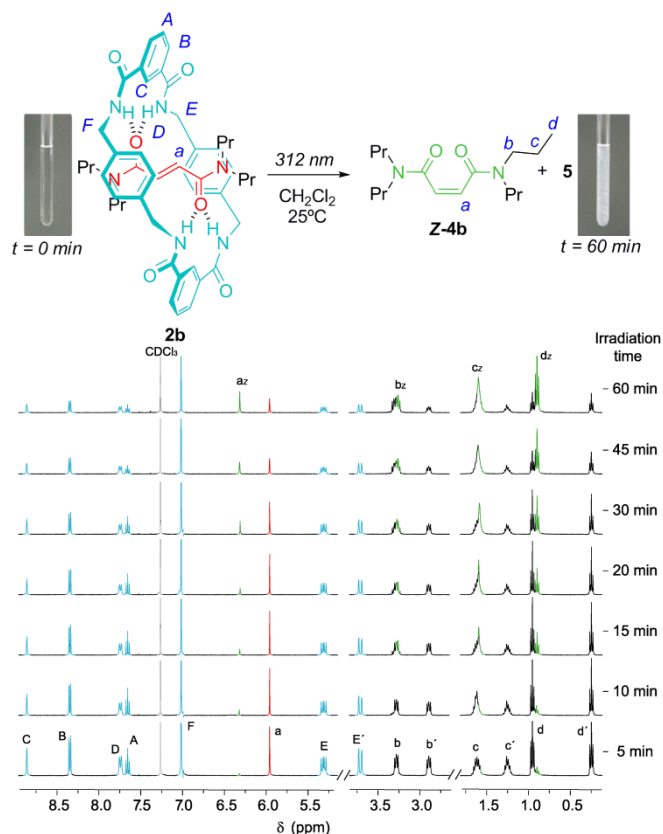 A
B
O
O
C
N
H
H
N
E
F
D
O
a
d
Pr
N
Pr
Pr
N
Pr
O
N
H
H
N
O
O
312 nm
CH2Cl2
25ºC
Pr
N
Pr
O
O
b
c
N
Pr
a
+ 5
Z-4b
t = 0 min
t = 60 min
2b
Irradiation
time
CDCl3
az
bz
cz
dz
- 60 min
- 45 min
- 30 min
- 20 min
- 15 min
- 10 min
C
B
D
A
F
a
E
E´
b
b´
c
c´
d
d´
- 5 min
8.5 8.0 7.5 7.0 6.5 6.0 5.5 3.5 3.0 1.5 1.0 0.5
δ (ppm)